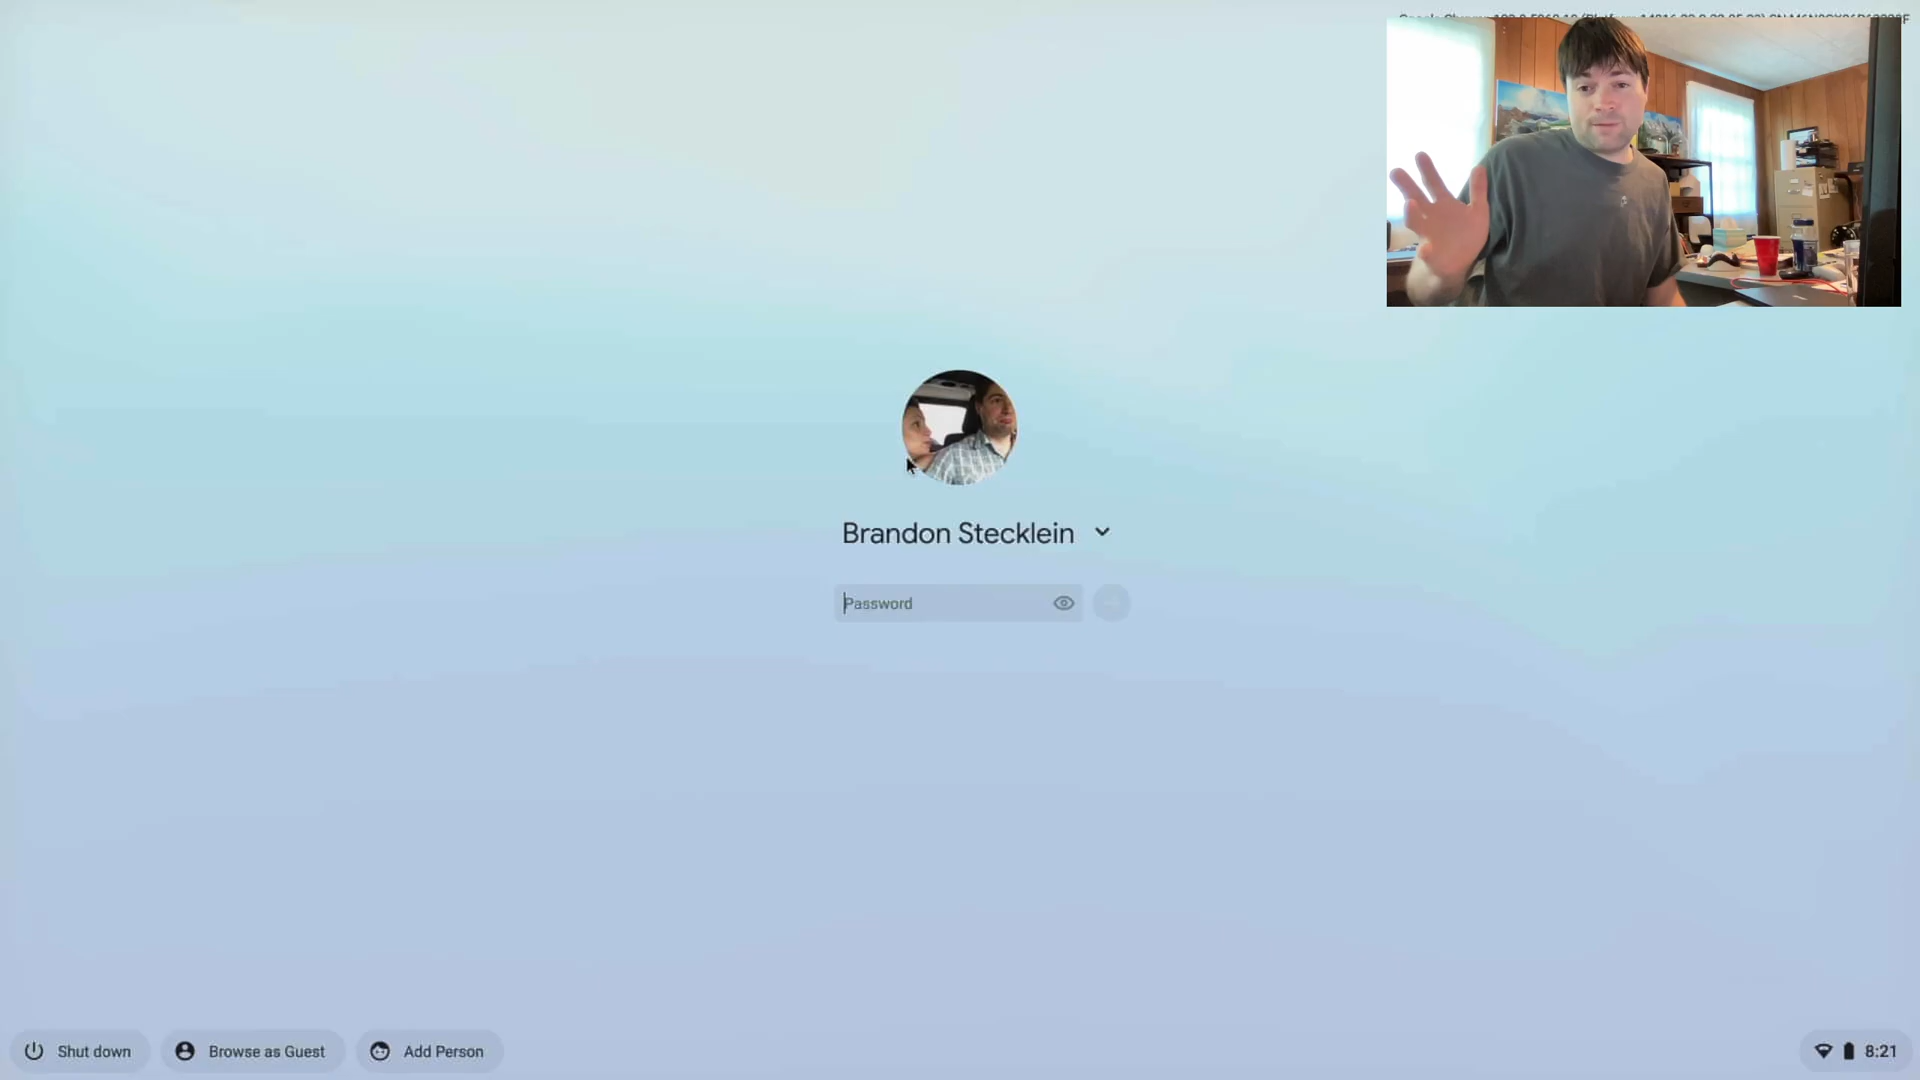 Brandon Stecklein
Password
Shut down
Browse as Guest
Add Person
8:21